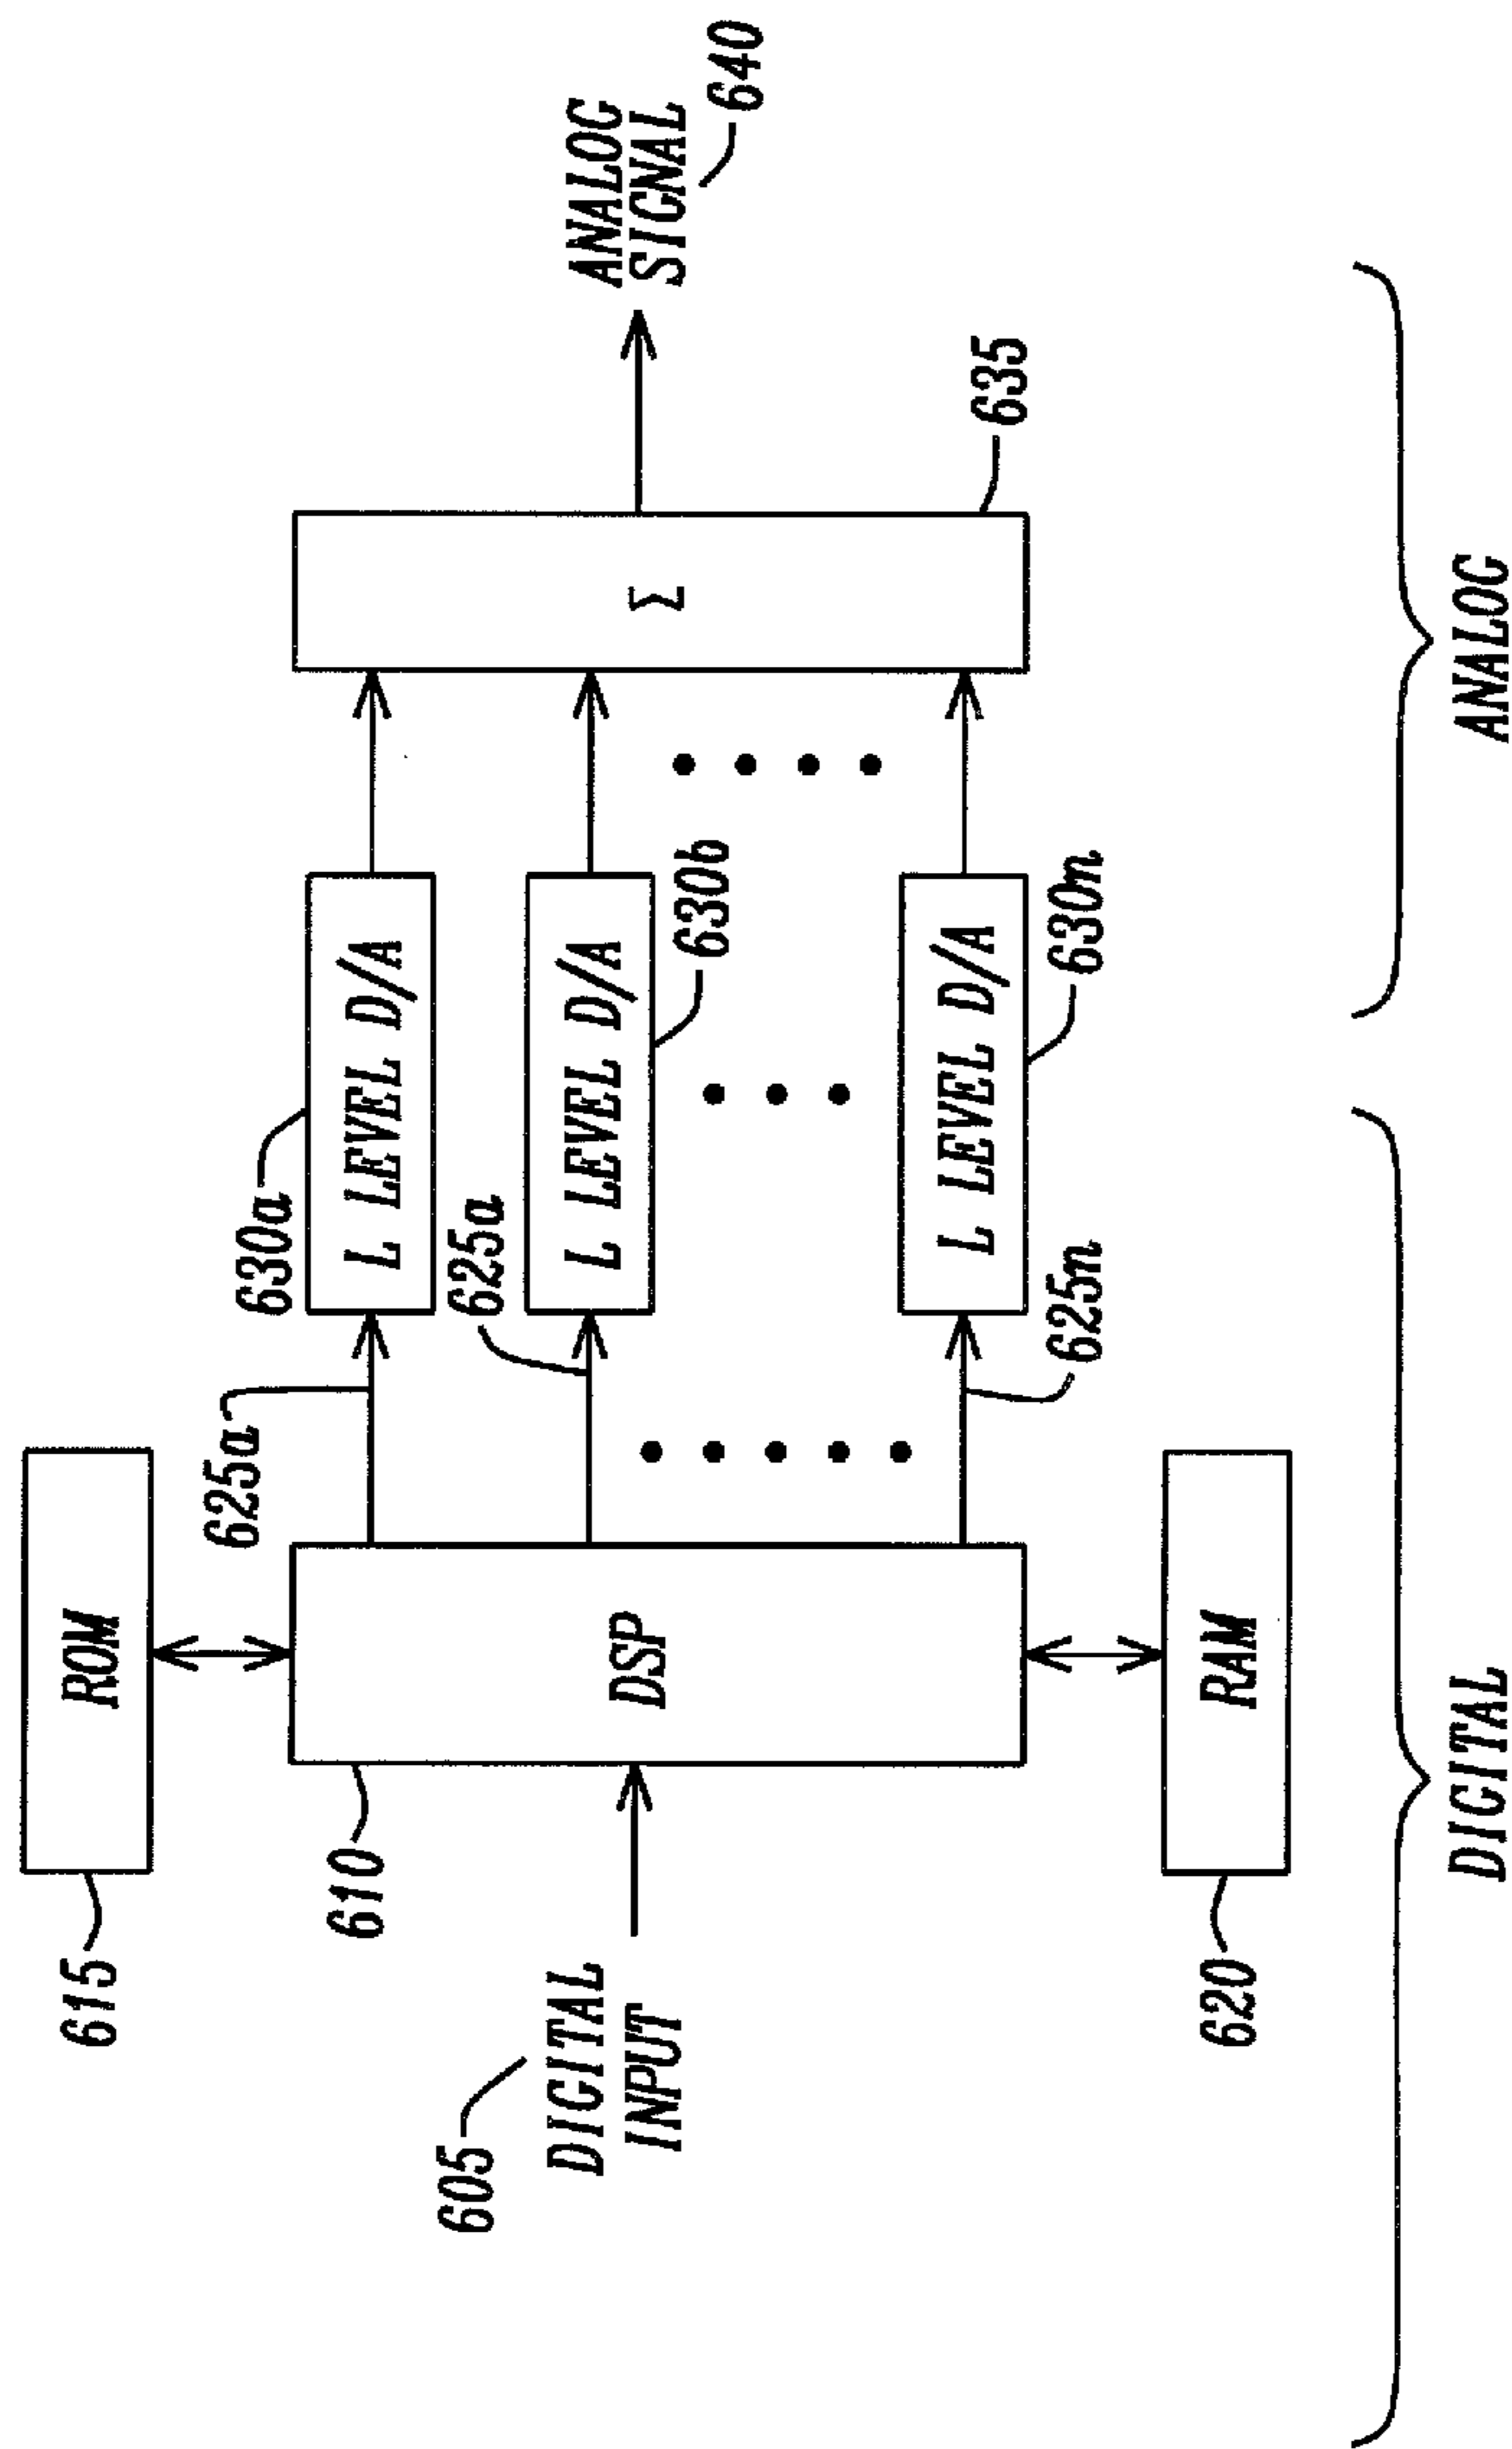 615
ROM
625a
630a
L LEVEL D/A
610
625a
L LEVEL D/A
630b
605
DIGITAL
INPUT
DSP
Σ
ANALOG
SIGNAL
640
625n
L LEVEL D/A
630n
635
620
RAM
DIGITAL
ANALOG